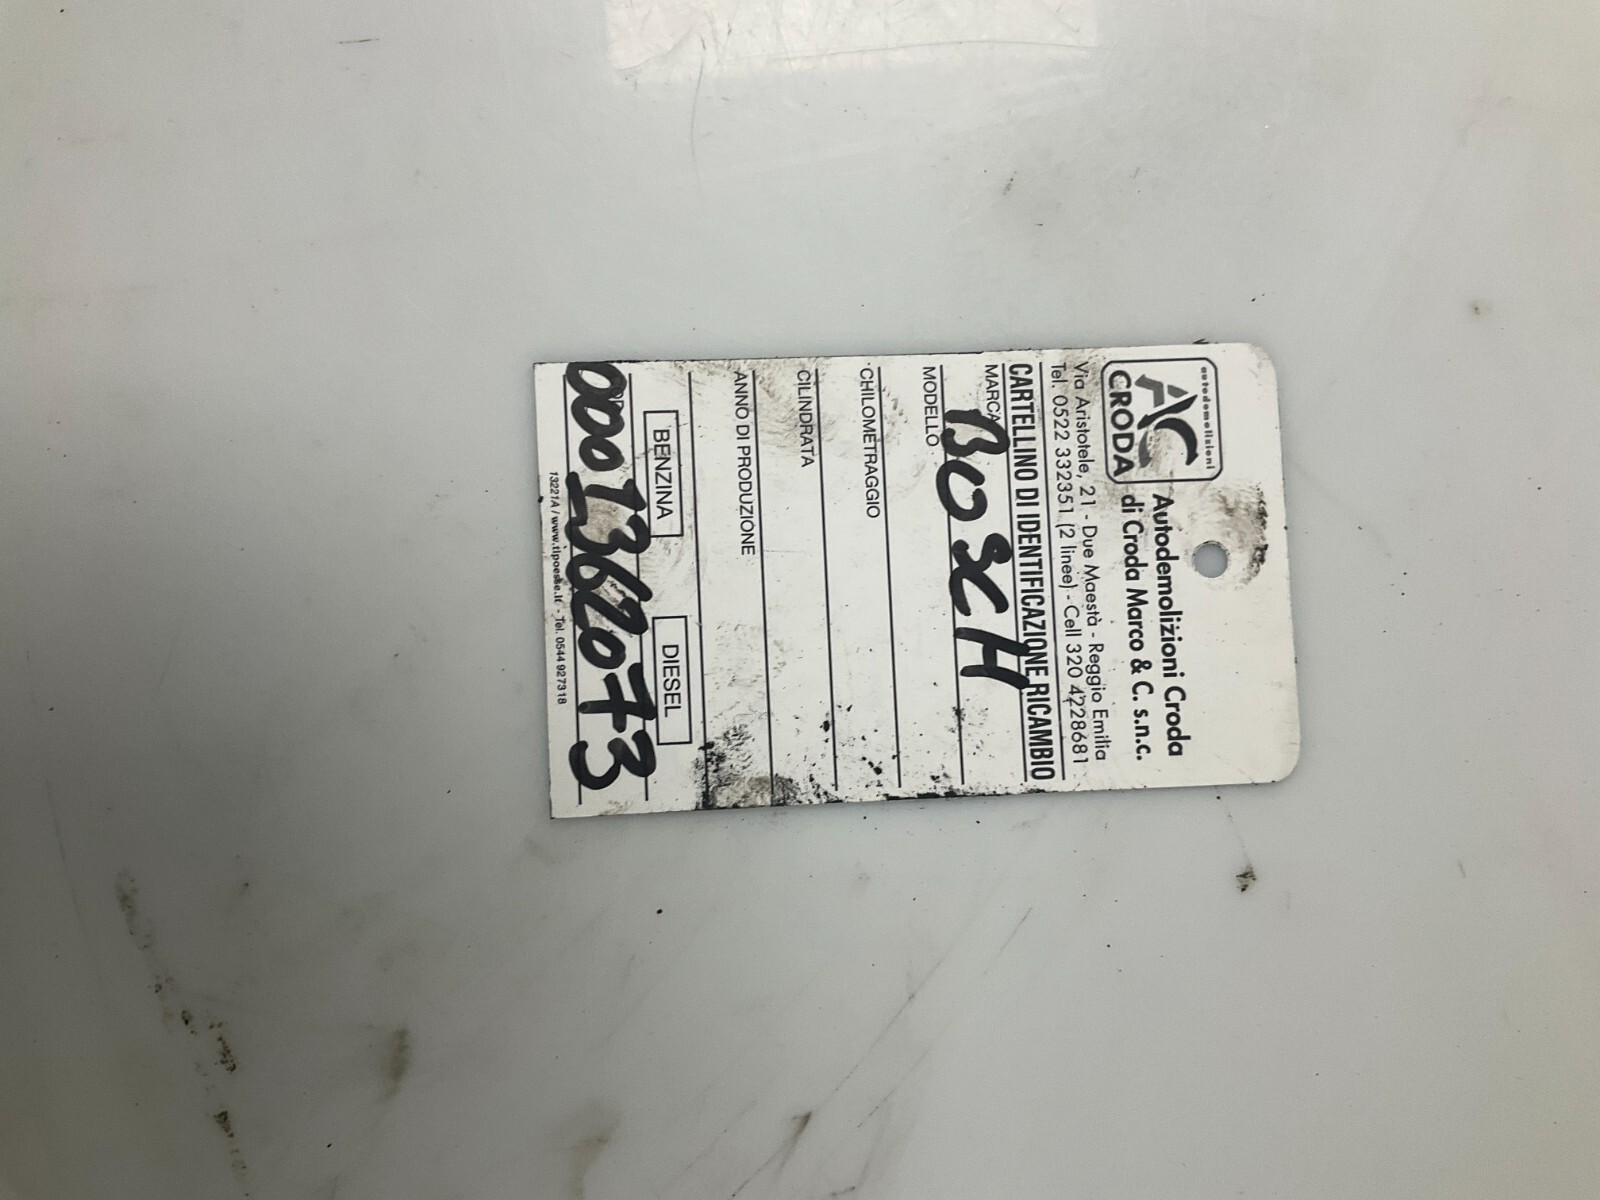 autodemolizioni
AC
CRODA
Autodemolizioni Croda
di Croda Marco & C. s.n.c.
Via Aristotele, 21 - Due Maestà - Reggio Emilia
Tel. 0522 332351 (2 linee) - Cell 320 4228681
CARTELLINO DI IDENTIFICAZIONE RICAMBIO
MARCA
BOSCH
MODELLO
CHILOMETRAGGIO
CILINDRATA
ANNO DI PRODUZIONE
BENZINA DIESEL
0001362073
13221A / www.tipoesse.it - Tel. 0544 927318